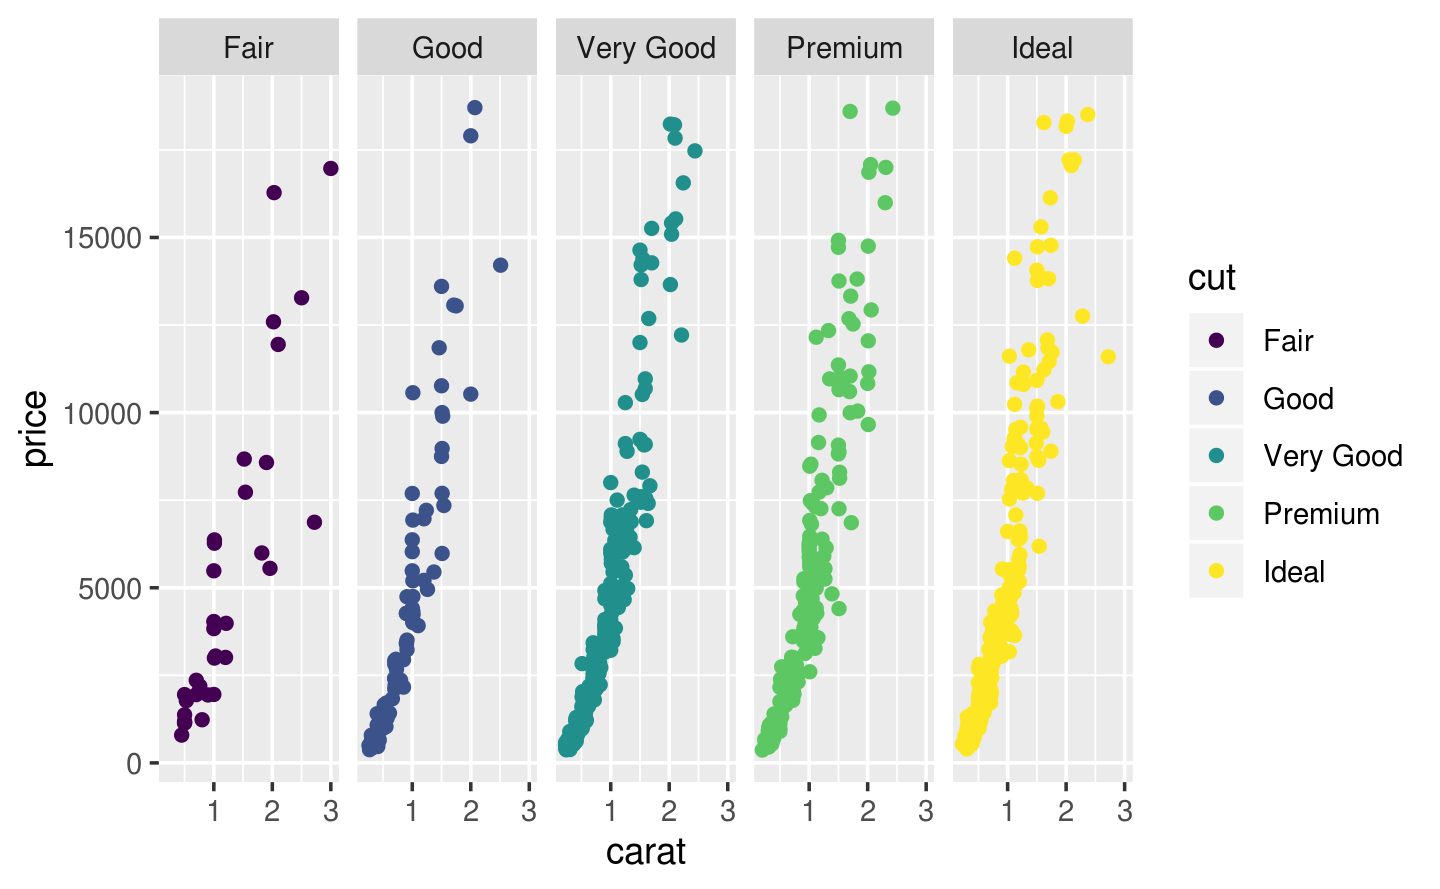 Fair Good Very Good Premium Ideal
15000
10000
5000
0
price
1 2 3 1 2 3 1 2 3 1 2 3 1 2 3
carat
cut
Fair
Good
Very Good
Premium
Ideal